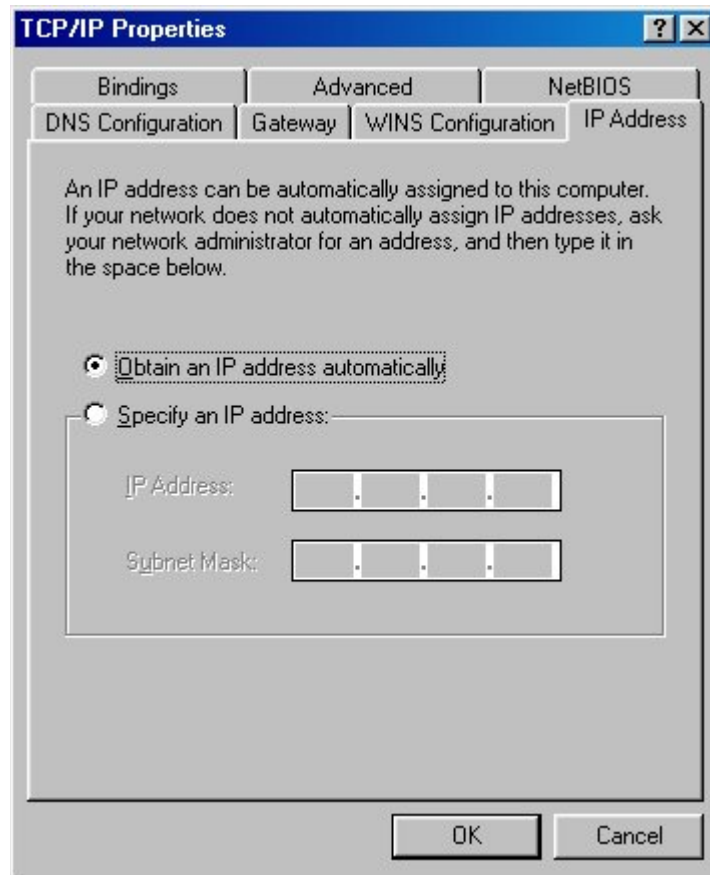 TCP/IP Properties
Bindings Advanced NetBIOS
DNS Configuration Gateway WINS Configuration IP Address
An IP address can be automatically assigned to this computer.
If your network does not automatically assign IP addresses, ask
your network administrator for an address, and then type it in
the space below.
Obtain an IP address automatically
Specify an IP address:
IP Address: . . .
Subnet Mask: . . .
OK Cancel